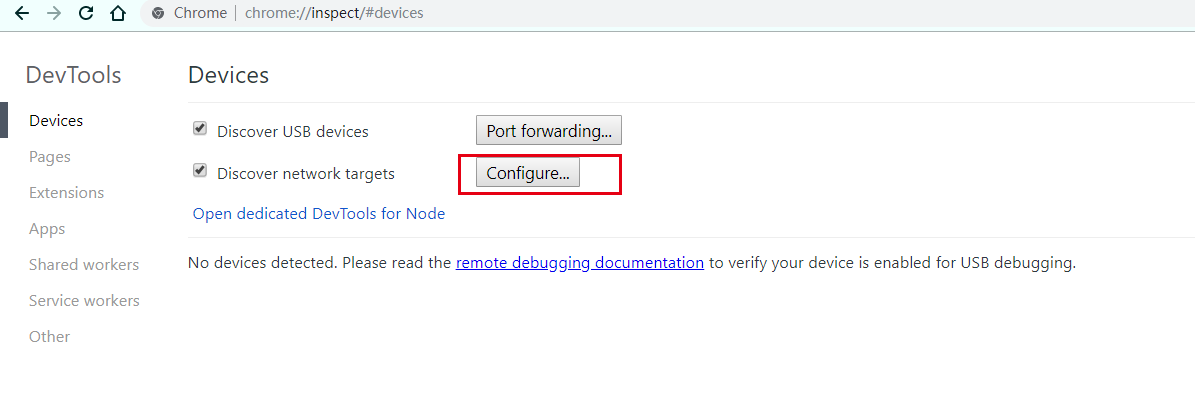 Chrome | chrome://inspect/#devices
DevTools
Devices
Pages
Extensions
Apps
Shared workers
Service workers
Other
Devices
Discover USB devices
Port forwarding...
Discover network targets
Configure...
Open dedicated DevTools for Node
No devices detected. Please read the remote debugging documentation to verify your device is enabled for USB debugging.